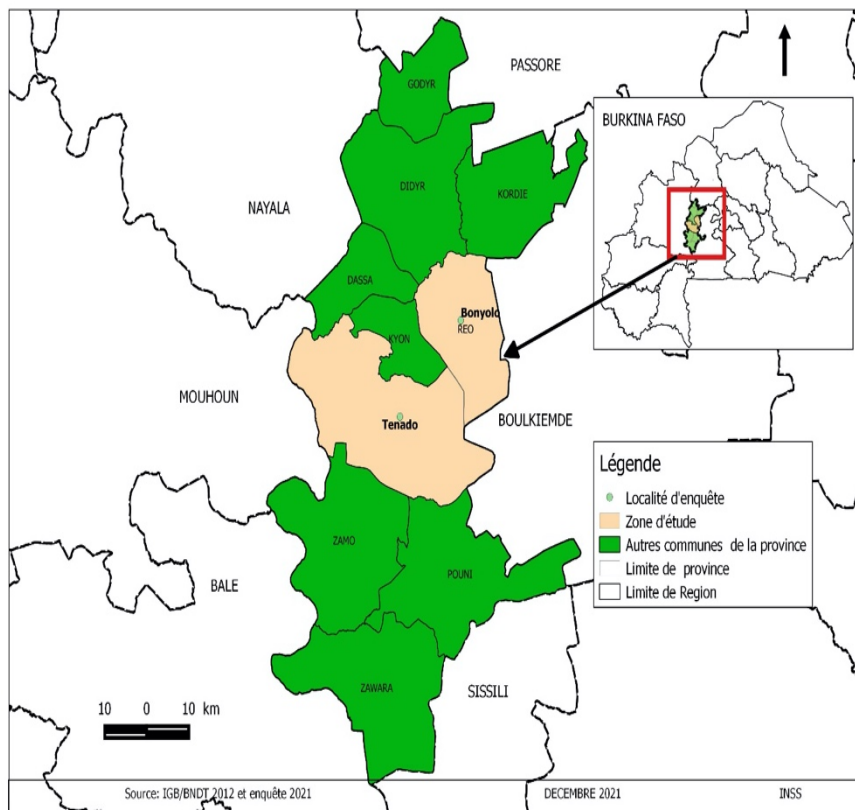 GODYR
PASSORE
BURKINA FASO
DIDYR
KORDIE
NAYALA
DASSA
Bonyolo
REO
KYON
MOUHOUN
Tenado
BOULKIEMDE
Légende
Localité d'enquête
Zone d'étude
Autres communes de la province
Limite de province
Limite de Region
ZAMO
POUNI
BALE
ZAWARA
SISSILI
10 0 10 km
Source: IGB/BNDT 2012 et enquête 2021 DECEMBRE 2021 INSS